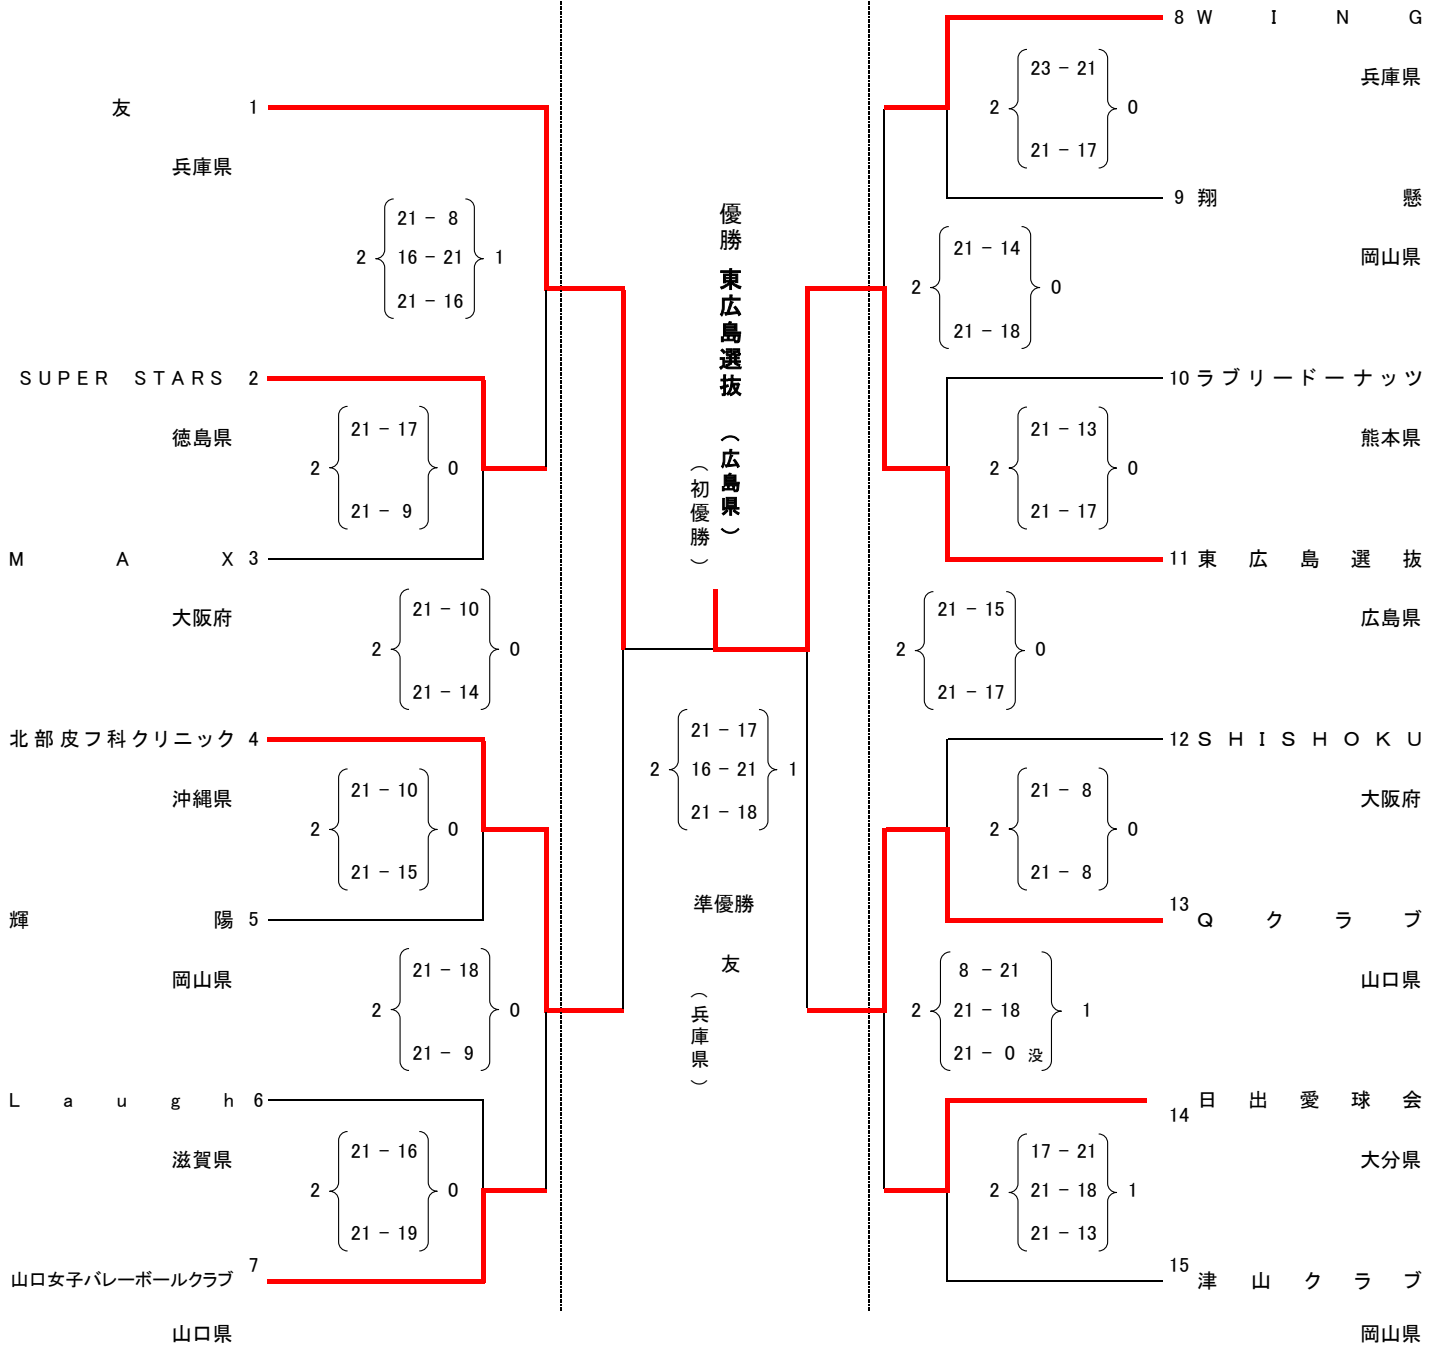 友 1
兵庫県
21 - 8
2 16 - 21 1
21 - 16
SUPER STARS 2
徳島県
21 - 17
2 0
21 - 9
M A X 3
大阪府
21 - 10
2 0
21 - 14
北部皮フ科クリニック 4
沖縄県
21 - 10
2 0
21 - 15
輝陽 5
岡山県
21 - 18
2 0
21 - 9
Laugh 6
滋賀県
21 - 16
2 0
21 - 19
山口女子バレーボールクラブ 7
山口県
優勝 東広島選抜 (広島県)
(初優勝)
21 - 17
2 16 - 21 1
21 - 18
準優勝
友
(兵庫県)
8 WING
兵庫県
23 - 21
2 0
21 - 17
9 翔懸
岡山県
21 - 14
2 0
21 - 18
10 ラブリードーナッツ
熊本県
21 - 13
2 0
21 - 17
11 東広島選抜
広島県
21 - 15
2 0
21 - 17
12 SHISHOKU
大阪府
21 - 8
2 0
21 - 8
13 Qクラブ
山口県
8 - 21
2 21 - 18 1
21 - 0 没
14 日出愛球会
大分県
17 - 21
2 21 - 18 1
21 - 13
15 津山クラブ
岡山県